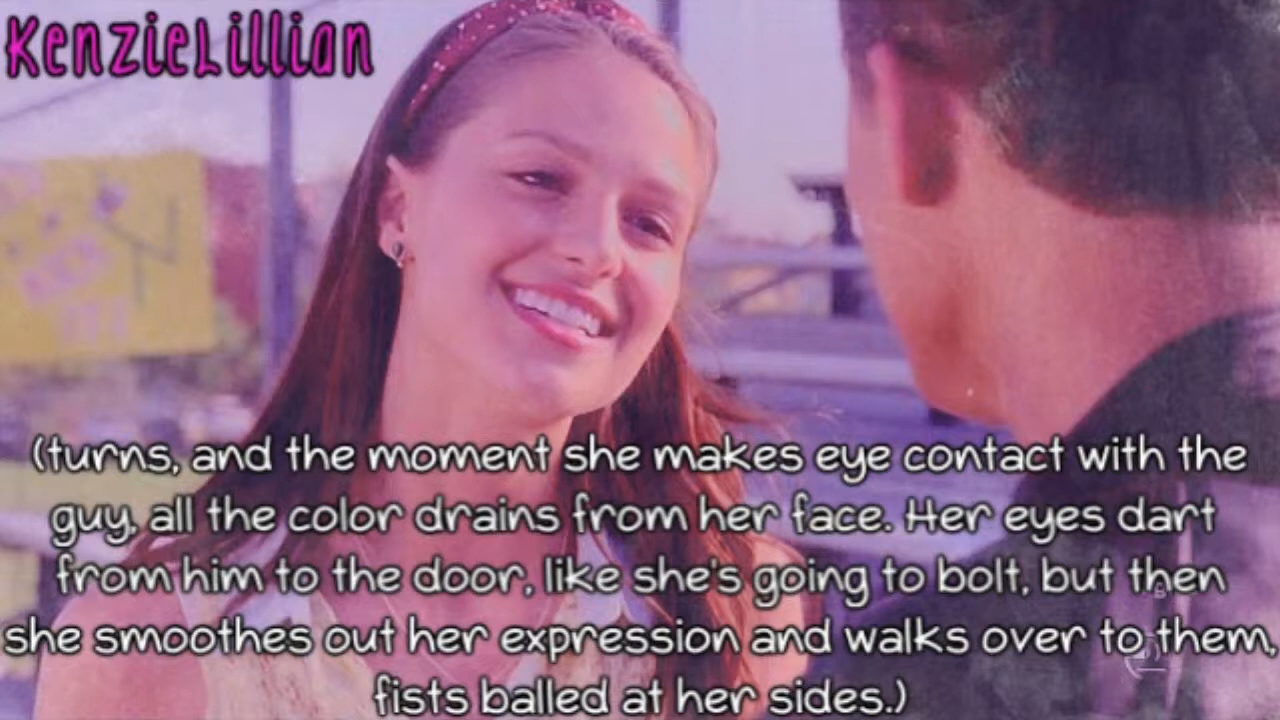 KenzieLillian
(turns, and the moment she makes eye contact with the
guy, all the color drains from her face. Her eyes dart
from him to the door, like she's going to bolt, but then
she smoothes out her expression and walks over to them,
fists balled at her sides.)